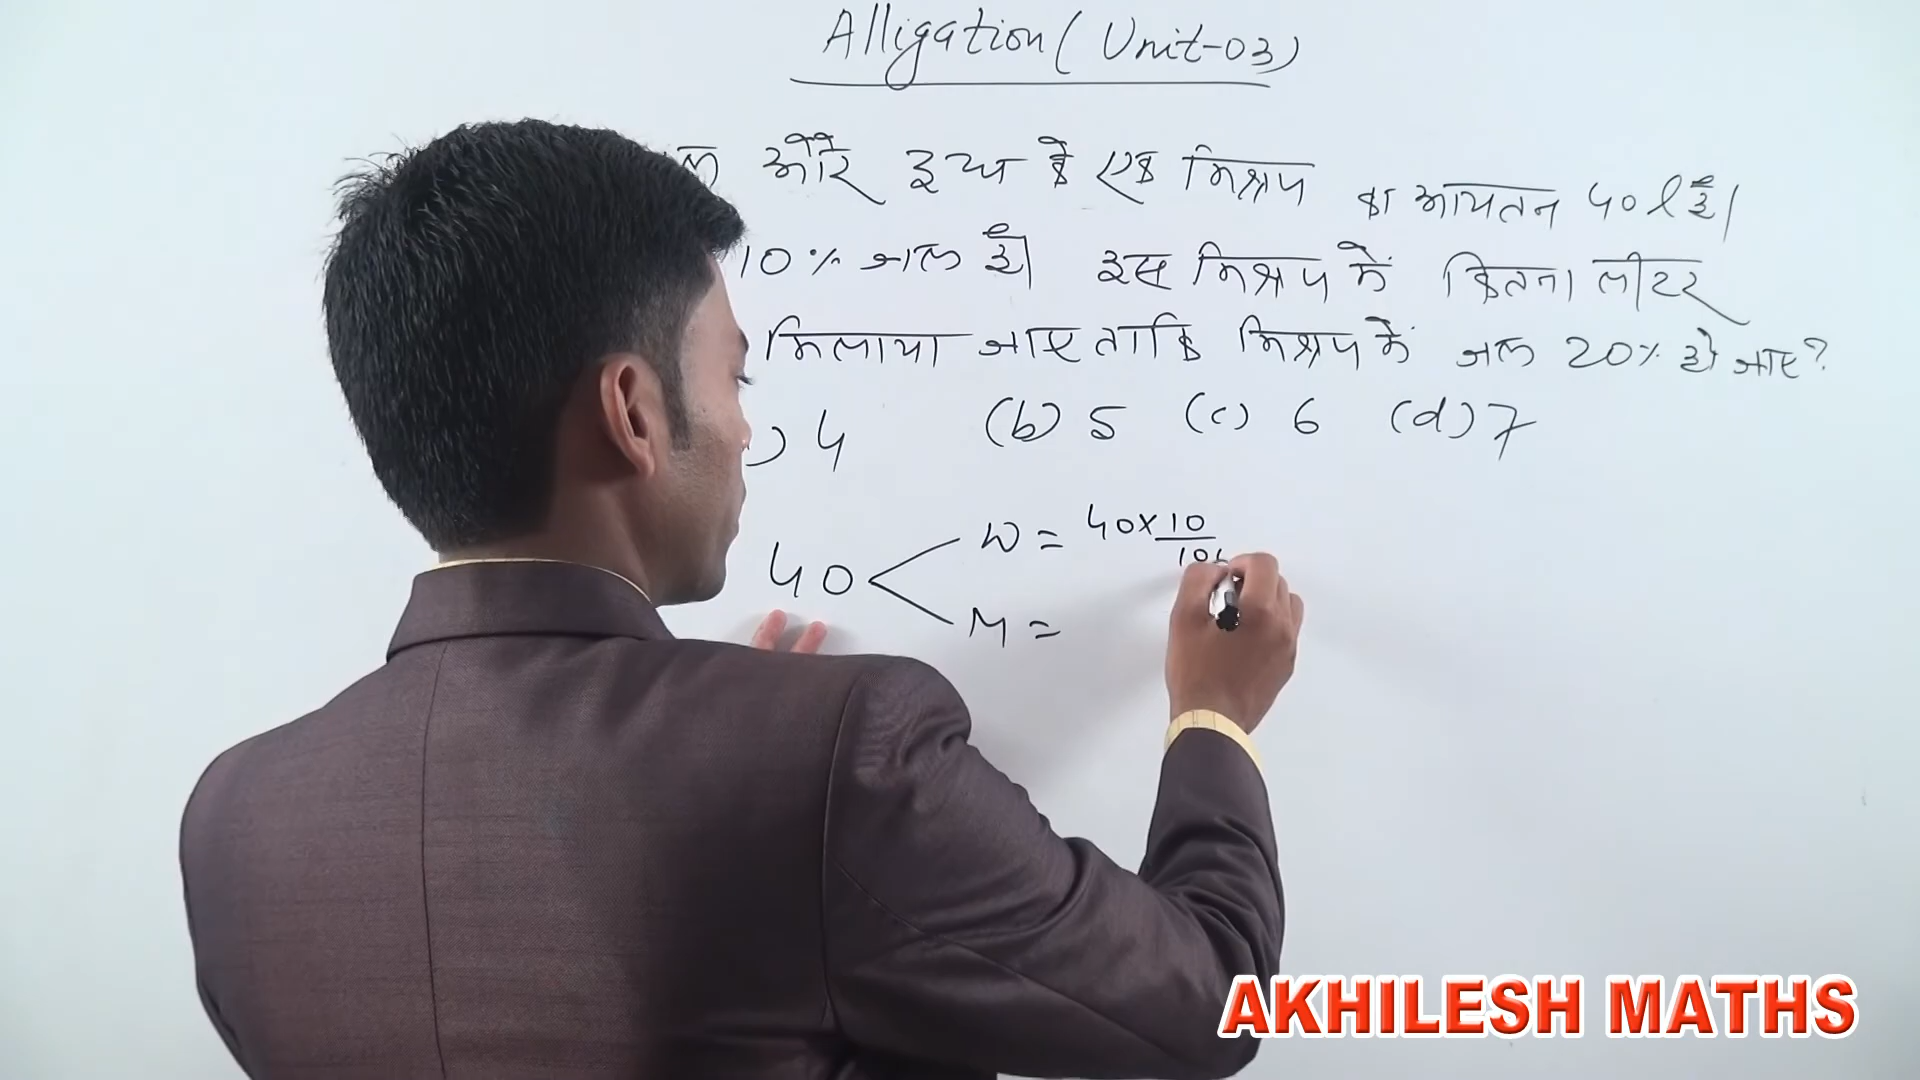 Alligation (Unit-03)
और दूध के एक मिश्रण का आयतन 40 l है।
10% जल है। इस मिश्रण में कितना लीटर
मिलाया जाए ताकि मिश्रण में जल 20% हो जाए?
) 4 (b) 5 (c) 6 (d) 7
40 < W = 40×10/100
M =
AKHILESH MATHS